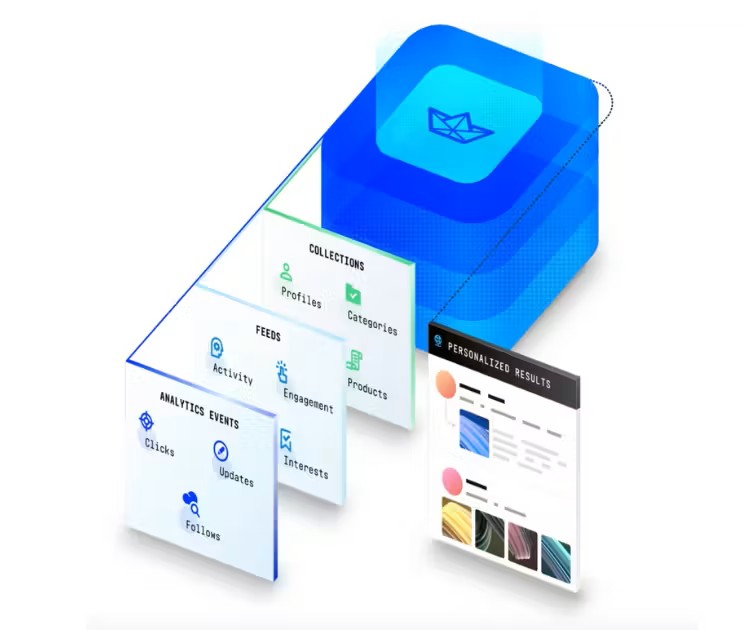 COLLECTIONS
Profiles
Categories
Products
FEEDS
Activity
Engagement
Interests
ANALYTICS EVENTS
Clicks
Updates
Follows
PERSONALIZED RESULTS